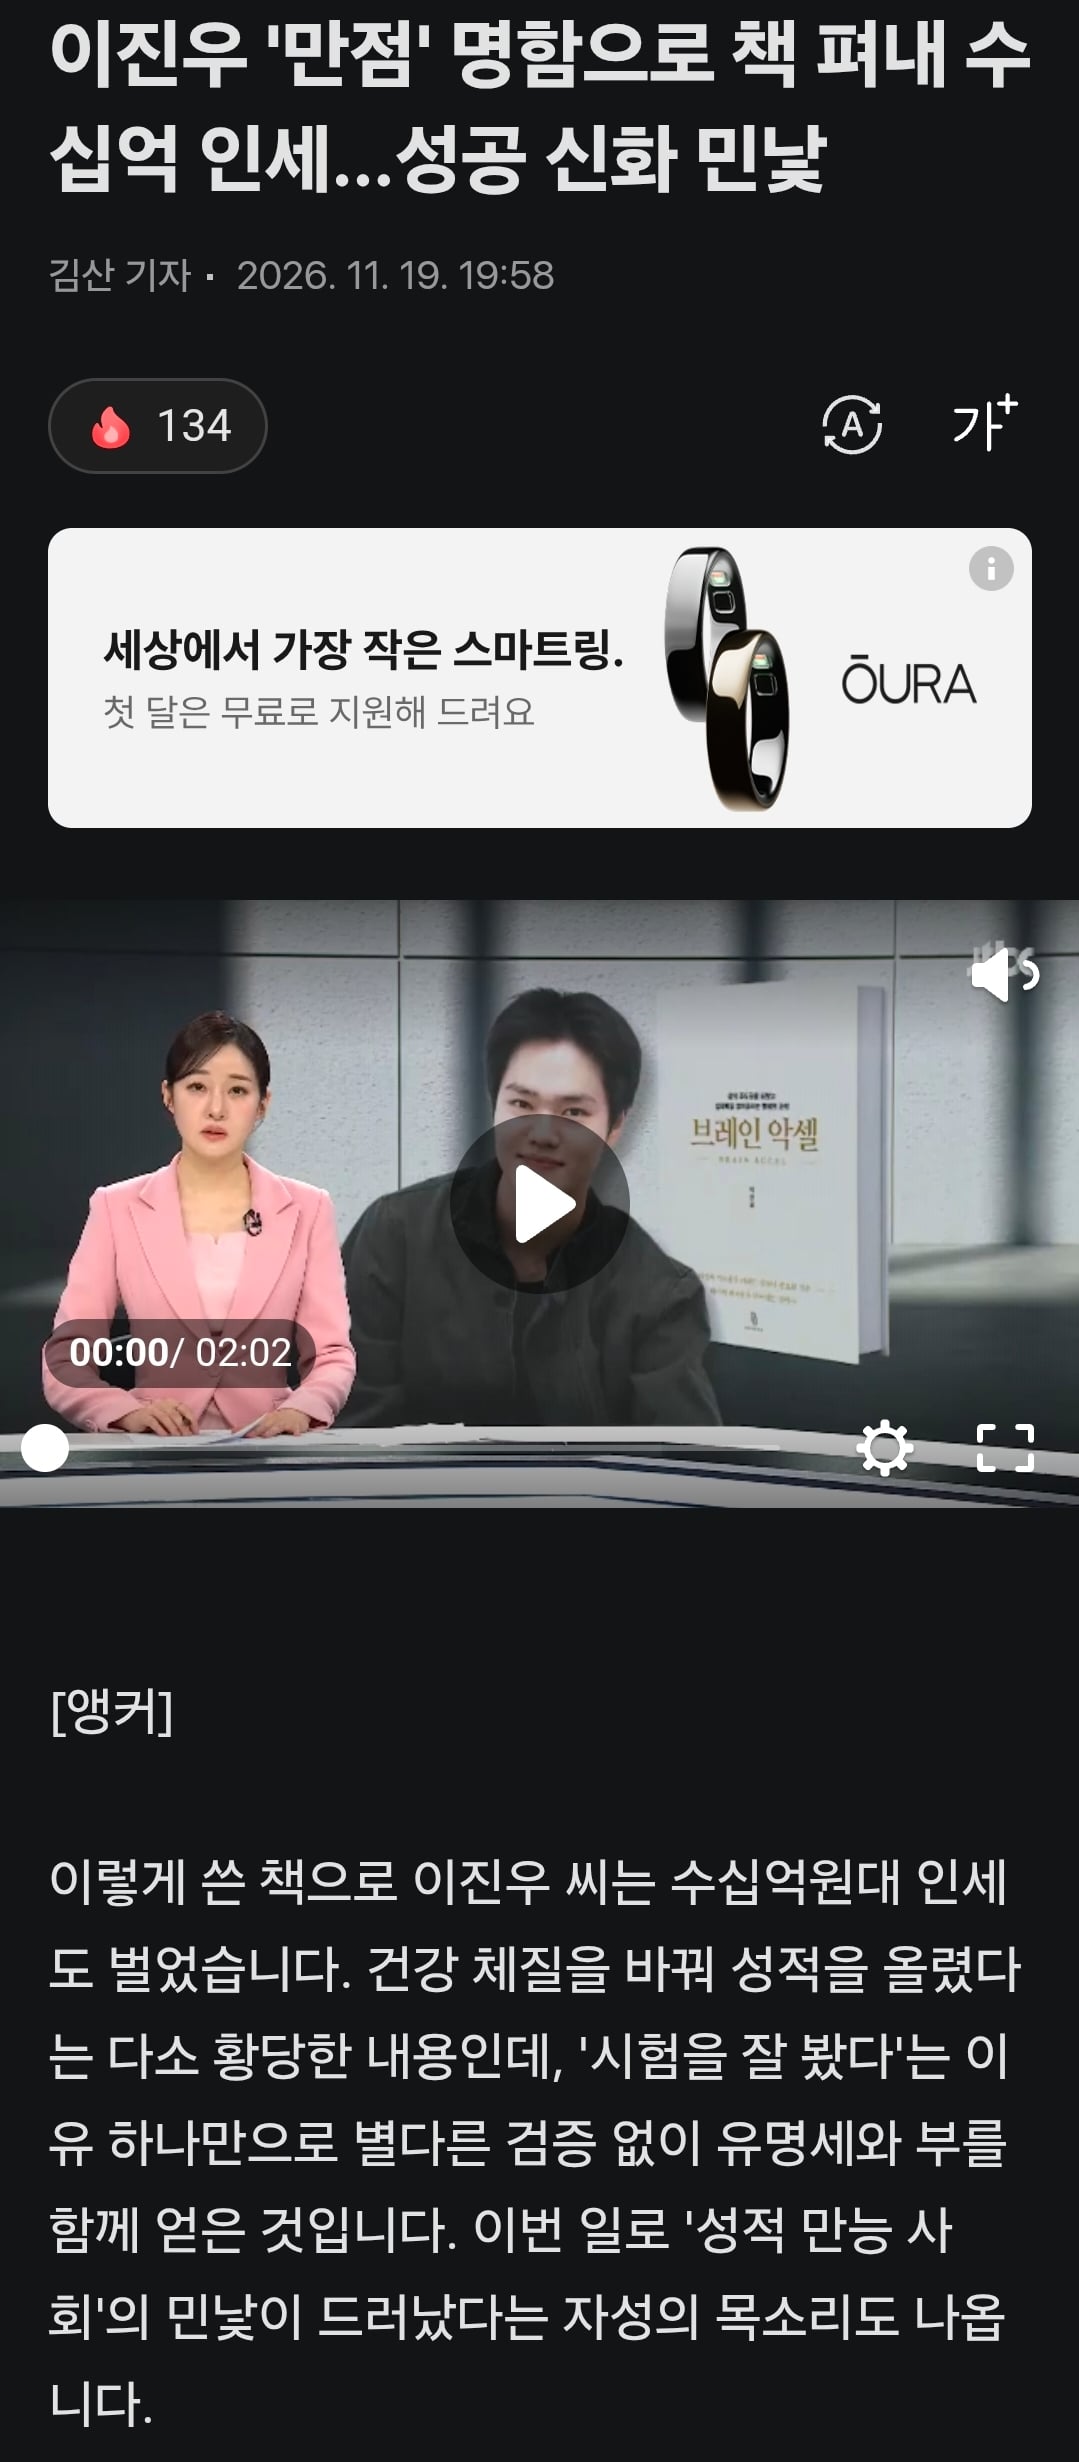 이진우 '만점' 명함으로 책 펴내 수
십억 인세...성공 신화 민낯
김산 기자 · 2026. 11. 19. 19:58
134
A
가+
세상에서 가장 작은 스마트링.
첫 달은 무료로 지원해 드려요
ŌURA
jtbc
브레인 악셀
BRAIN ACCEL
00:00/ 02:02
[앵커]
이렇게 쓴 책으로 이진우 씨는 수십억원대 인세
도 벌었습니다. 건강 체질을 바꿔 성적을 올렸다
는 다소 황당한 내용인데, '시험을 잘 봤다'는 이
유 하나만으로 별다른 검증 없이 유명세와 부를
함께 얻은 것입니다. 이번 일로 '성적 만능 사
회'의 민낯이 드러났다는 자성의 목소리도 나옵
니다.